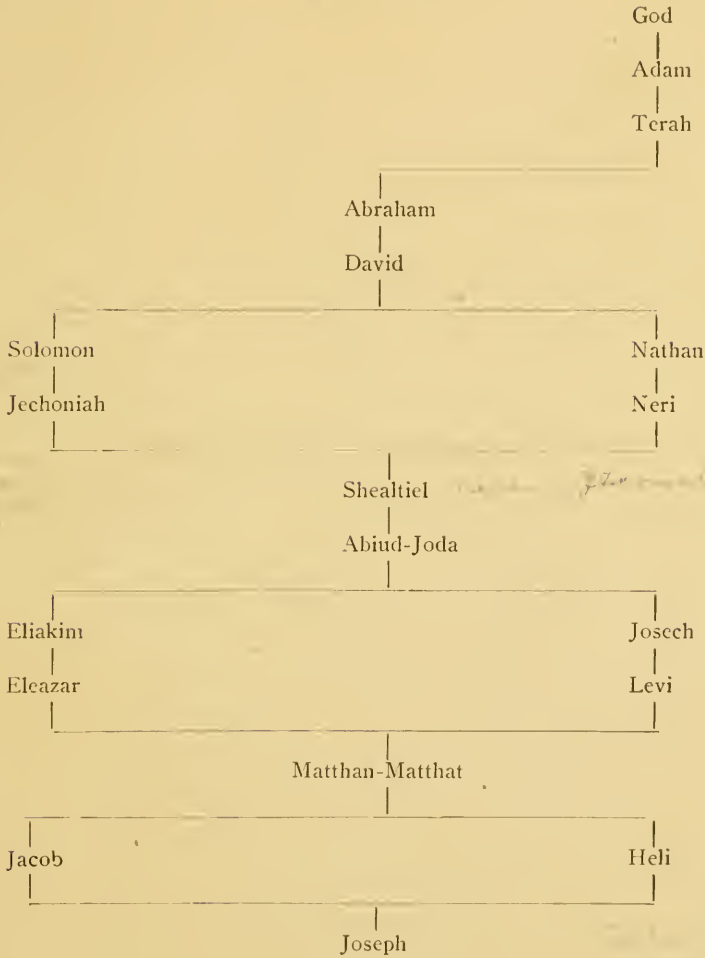 God
Adam
Terah
Abraham
David
Solomon Nathan
Jechoniah Neri
Shealtiel
Abiud-Joda
Eliakim Josech
Eleazar Levi
Matthan-Matthat
Jacob Heli
Joseph